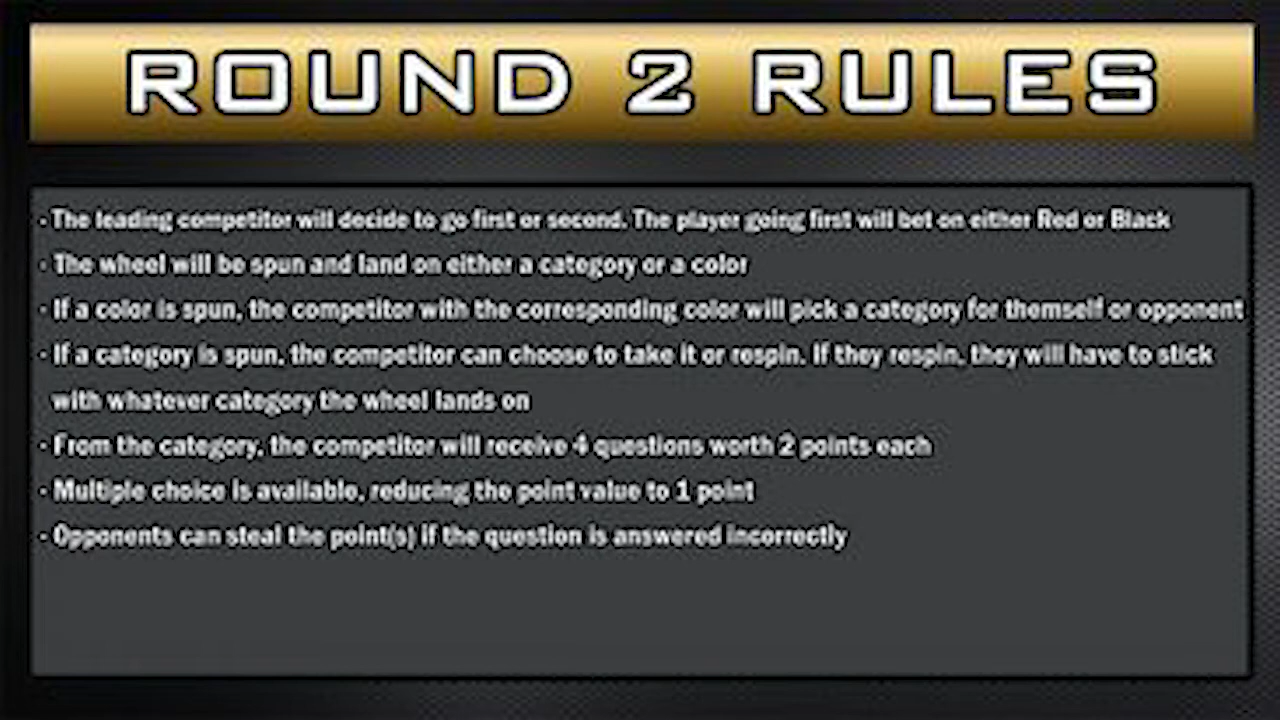 ROUND 2 RULES
- The leading competitor will decide to go first or second. The player going first will bet on either Red or Black
- The wheel will be spun and land on either a category or a color
- If a color is spun, the competitor with the corresponding color will pick a category for themself or opponent
- If a category is spun, the competitor can choose to take it or respin. If they respin, they will have to stick
with whatever category the wheel lands on
- From the category, the competitor will receive 4 questions worth 2 points each
- Multiple choice is available, reducing the point value to 1 point
- Opponents can steal the point(s) if the question is answered incorrectly